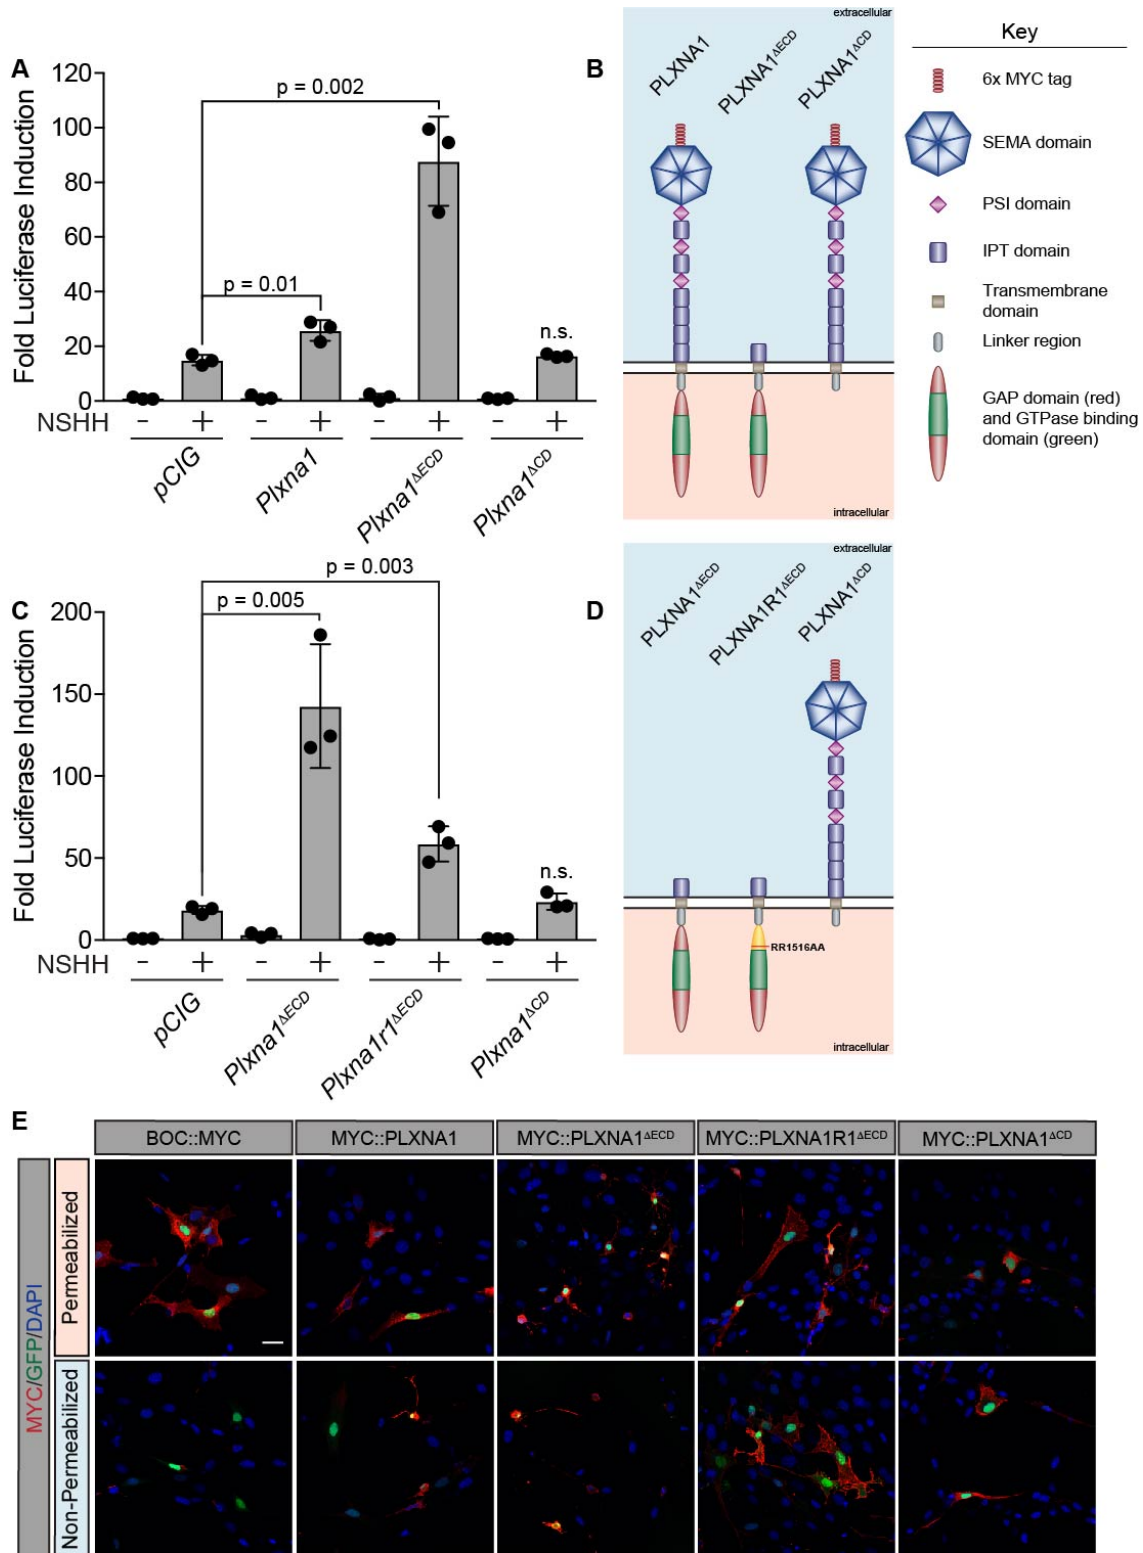 A
Fold Luciferase Induction
120
100
80
60
40
20
0
p = 0.002
p = 0.01
n.s.
NSHH
- + - + - + - +
pCIG
Plxna1
Plxna1ΔECD
Plxna1ΔCD
B
extracellular
PLXNA1
PLXNA1ΔECD
PLXNA1ΔCD
intracellular
Key
6x MYC tag
SEMA domain
PSI domain
IPT domain
Transmembrane
domain
Linker region
GAP domain (red)
and GTPase binding
domain (green)
C
Fold Luciferase Induction
200
150
100
50
0
p = 0.003
p = 0.005
n.s.
NSHH
- + - + - + - +
pCIG
Plxna1ΔECD
Plxna1r1ΔECD
Plxna1ΔCD
D
extracellular
PLXNA1ΔECD
PLXNA1R1ΔECD
PLXNA1ΔCD
RR1516AA
intracellular
E
BOC::MYC
MYC::PLXNA1
MYC::PLXNA1ΔECD
MYC::PLXNA1R1ΔECD
MYC::PLXNA1ΔCD
MYC/GFP/DAPI
Permeabilized
Non-Permeabilized